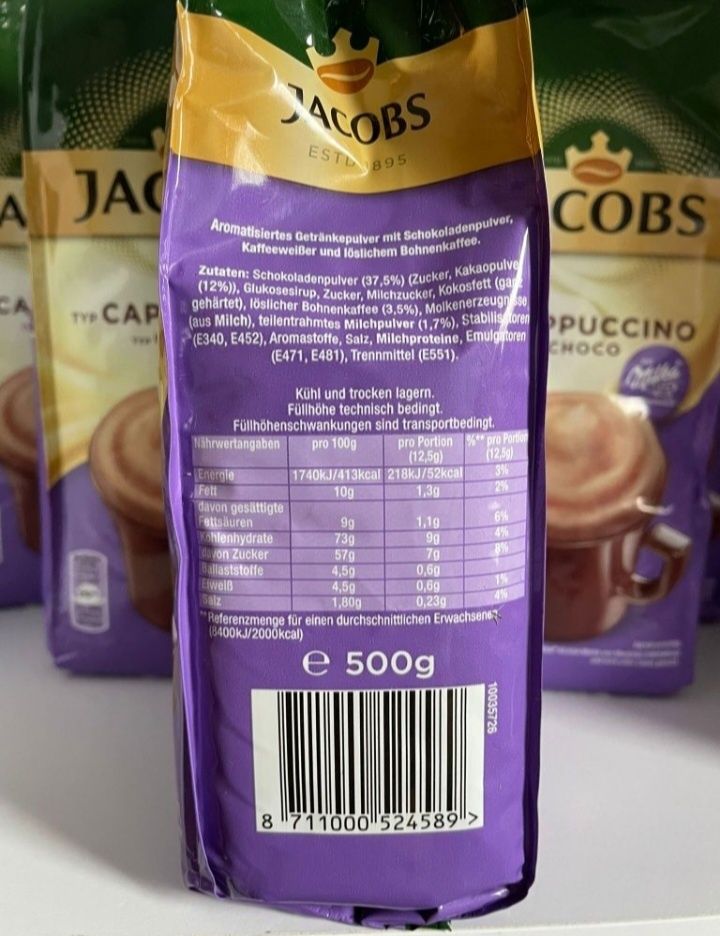 JACOBS
ESTD 1895
Aromatisiertes Getränkepulver mit Schokoladenpulver,
Kaffeeweißer und löslichem Bohnenkaffee.
Zutaten: Schokoladenpulver (37,5%) (Zucker, Kakaopulve
(12%)), Glukosesirup, Zucker, Milchzucker, Kokosfett (ganz
gehärtet), löslicher Bohnenkaffee (3,5%), Molkenerzeugnisse
(aus Milch), teilentrahmtes Milchpulver (1,7%), Stabilisatoren
(E340, E452), Aromastoffe, Salz, Milchproteine, Emulgatoren
(E471, E481), Trennmittel (E551).
Kühl und trocken lagern.
Füllhöhe technisch bedingt.
Füllhöhenschwankungen sind transportbedingt.
Nährwertangaben pro 100g pro Portion %** pro Portion
(12,5g) (12,5g)
Energie 1740kJ/413kcal 218kJ/52kcal 3%
Fett 10g 1,3g 2%
davon gesättigte
Fettsäuren 9g 1,1g 6%
Kohlenhydrate 73g 9g 4%
davon Zucker 57g 7g 8%
Ballaststoffe 4,5g 0,6g
Eiweiß 4,5g 0,6g 1%
Salz 1,80g 0,23g 4%
**Referenzmenge für einen durchschnittlichen Erwachsenen
(8400kJ/2000kcal)
e 500g
10035726
8 711000 524589 >
A
CA
JAC
TYP CAP
COBS
PPUCCINO
CHOCO
Milka